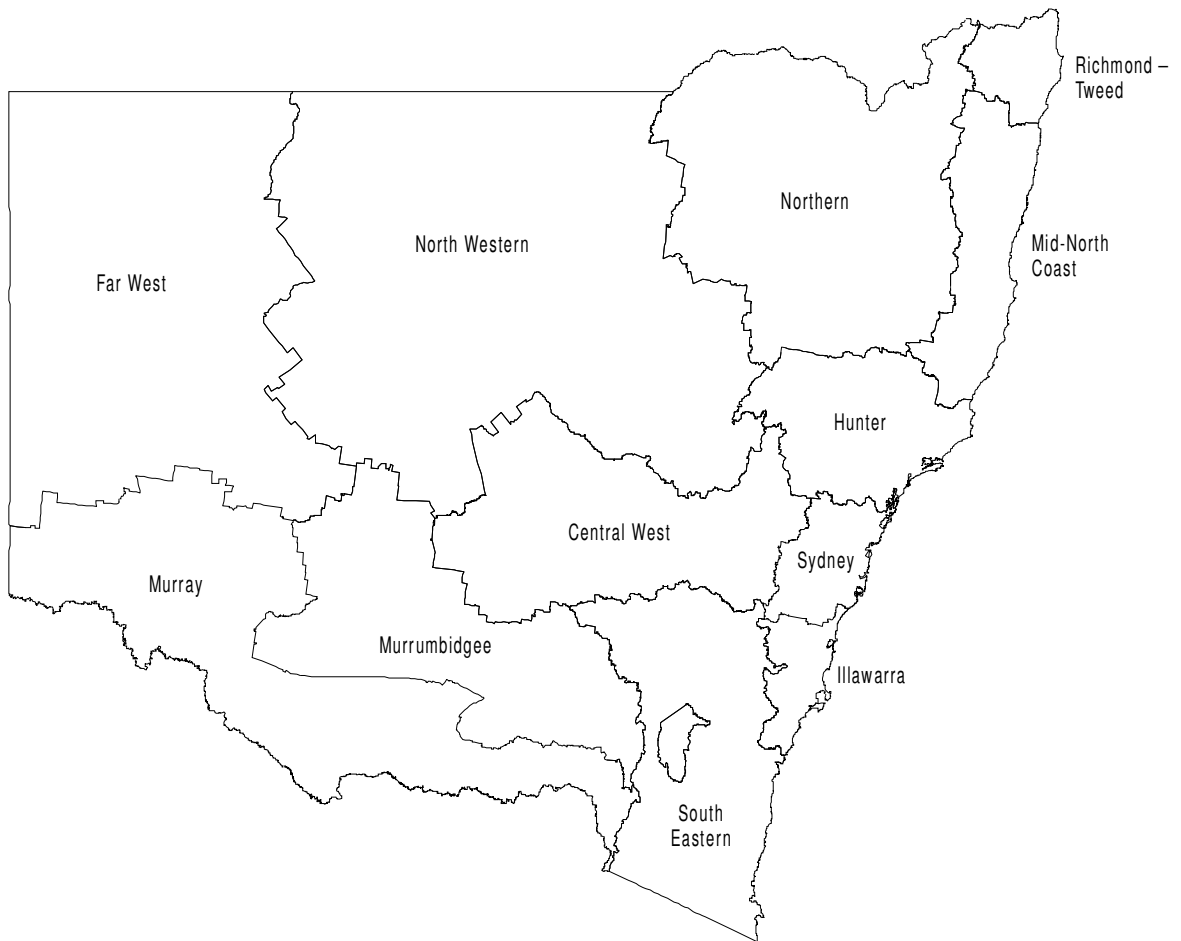 Richmond –
Tweed
Northern
Mid-North
Coast
North Western
Far West
Hunter
Central West
Sydney
Murray
Murrumbidgee
Illawarra
South
Eastern